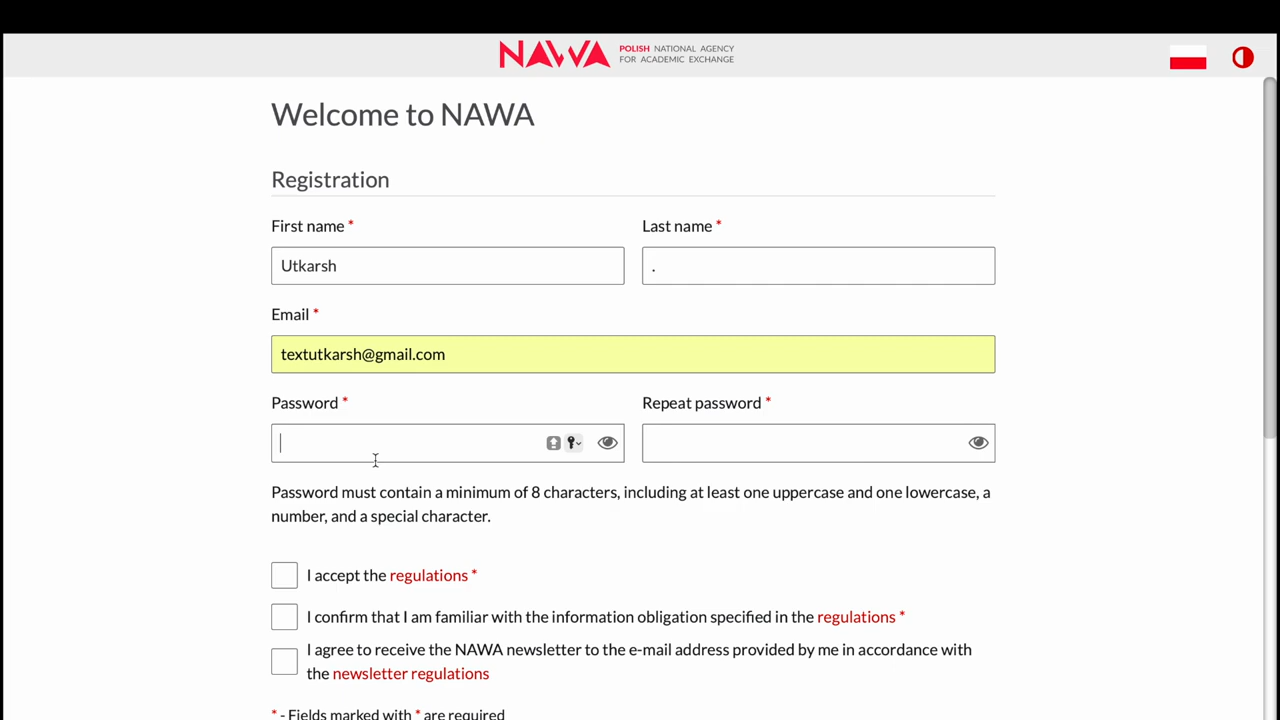 NAWA POLISH NATIONAL AGENCY
FOR ACADEMIC EXCHANGE
Welcome to NAWA
Registration
First name * Last name *
Utkarsh .
Email *
textutkarsh@gmail.com
Password * Repeat password *
Password must contain a minimum of 8 characters, including at least one uppercase and one lowercase, a
number, and a special character.
I accept the regulations *
I confirm that I am familiar with the information obligation specified in the regulations *
I agree to receive the NAWA newsletter to the e-mail address provided by me in accordance with
the newsletter regulations
* - Fields marked with * are required